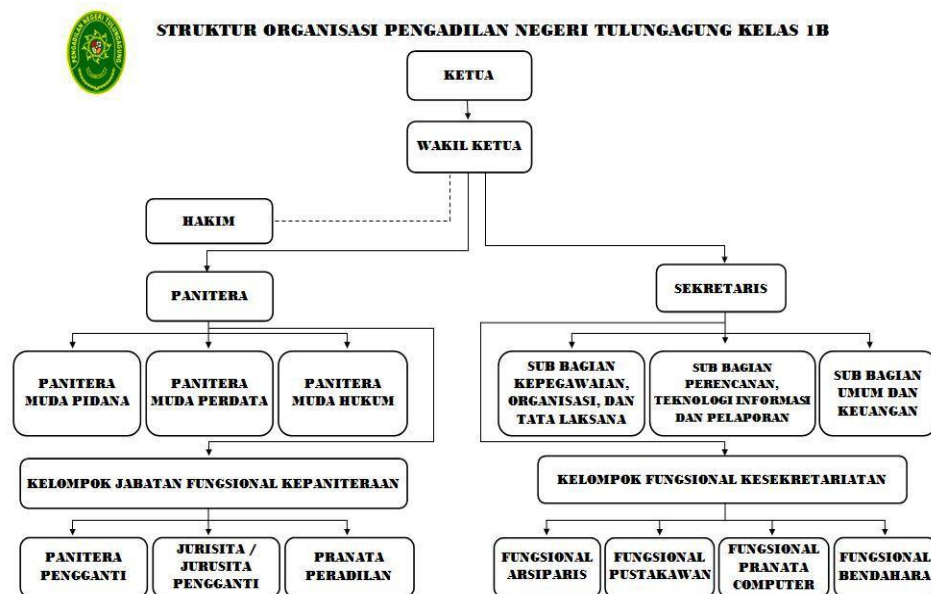 STRUKTUR ORGANISASI PENGADILAN NEGERI TULUNGAGUNG KELAS 1B
PENGADILAN NEGERI TULUNGAGUNG
KETUA
WAKIL KETUA
HAKIM
PANITERA
SEKRETARIS
PANITERA
MUDA PIDANA
PANITERA
MUDA PERDATA
PANITERA
MUDA HUKUM
SUB BAGIAN
KEPEGAWAIAN,
ORGANISASI, DAN
TATA LAKSANA
SUB BAGIAN
PERENCANAN,
TEKNOLOGI INFORMASI
DAN PELAPORAN
SUB BAGIAN
UMUM DAN
KEUANGAN
KELOMPOK JABATAN FUNGSIONAL KEPANITERAAN
KELOMPOK FUNGSIONAL KESEKRETARIATAN
PANITERA
PENGGANTI
JURISITA /
JURUSITA
PENGGANTI
PRANATA
PERADILAN
FUNGSIONAL
ARSIPARIS
FUNGSIONAL
PUSTAKAWAN
FUNGSIONAL
PRANATA
COMPUTER
FUNGSIONAL
BENDAHARA